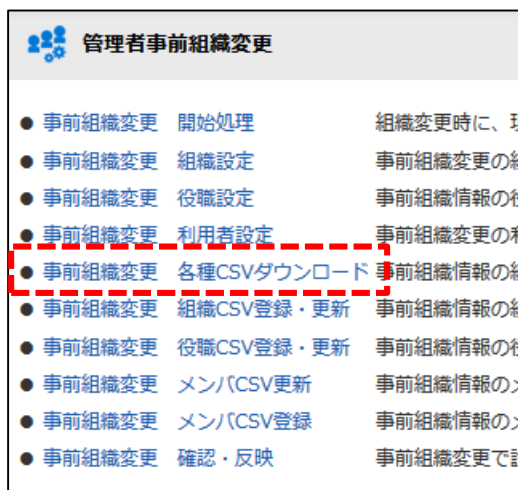 管理者事前組織変更
● 事前組織変更 開始処理 組織変更時に、
● 事前組織変更 組織設定 事前組織変更の
● 事前組織変更 役職設定 事前組織情報の
● 事前組織変更 利用者設定 事前組織変更の
● 事前組織変更 各種CSVダウンロード 事前組織情報の
● 事前組織変更 組織CSV登録・更新 事前組織情報の
● 事前組織変更 役職CSV登録・更新 事前組織情報の
● 事前組織変更 メンバCSV更新 事前組織情報の
● 事前組織変更 メンバCSV登録 事前組織情報の
● 事前組織変更 確認・反映 事前組織変更で